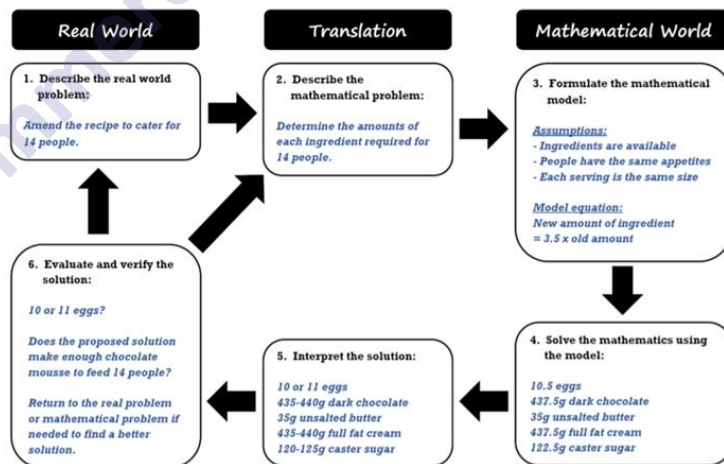 Real World
Translation
Mathematical World
1. Describe the real world
problem:
Amend the recipe to cater for
14 people.
2. Describe the
mathematical problem:
Determine the amounts of
each ingredient required for
14 people.
3. Formulate the mathematical
model:
Assumptions:
- Ingredients are available
- People have the same appetites
- Each serving is the same size
Model equation:
New amount of ingredient
= 3.5 x old amount
4. Solve the mathematics using
the model:
10.5 eggs
437.5g dark chocolate
35g unsalted butter
437.5g full fat cream
122.5g caster sugar
5. Interpret the solution:
10 or 11 eggs
435-440g dark chocolate
35g unsalted butter
435-440g full fat cream
120-125g caster sugar
6. Evaluate and verify the
solution:
10 or 11 eggs?
Does the proposed solution
make enough chocolate
mousse to feed 14 people?
Return to the real problem
or mathematical problem if
needed to find a better
solution.